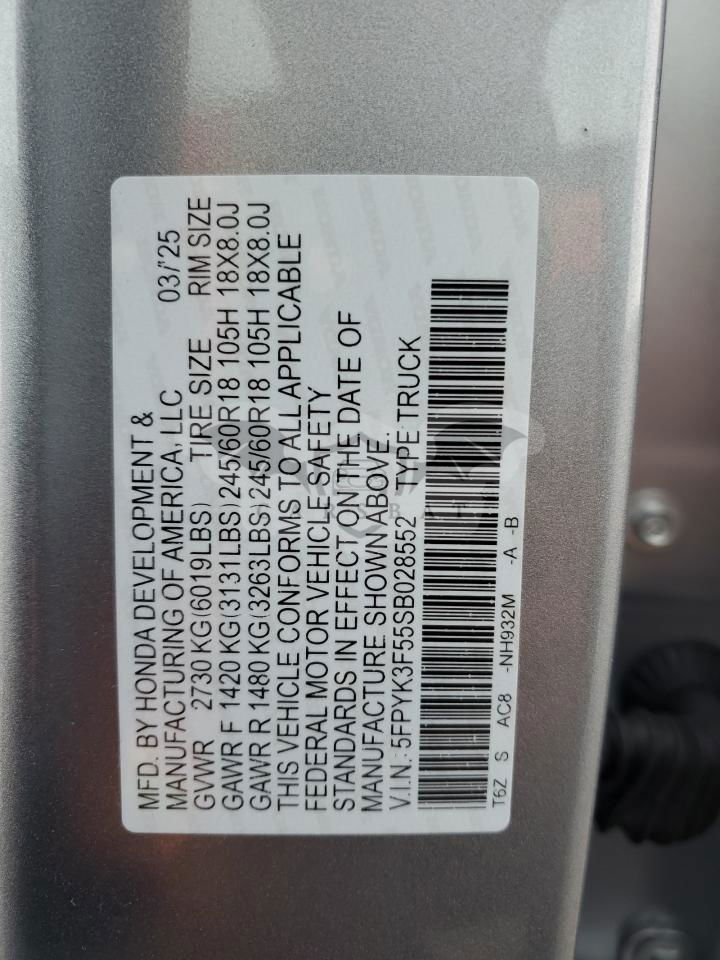 MFD. BY HONDA DEVELOPMENT &
MANUFACTURING OF AMERICA, LLC 03/'25
GVWR 2730 KG(6019LBS) TIRE SIZE RIM SIZE
GAWR F 1420 KG(3131LBS)245/60R18 105H 18X8.0J
GAWR R 1480 KG(3263LBS)245/60R18 105H 18X8.0J
THIS VEHICLE CONFORMS TO ALL APPLICABLE
FEDERAL MOTOR VEHICLE SAFETY
STANDARDS IN EFFECT ON THE DATE OF
MANUFACTURE SHOWN ABOVE.
V.I.N.: 5FPYK3F55SB028552 TYPE: TRUCK
T6Z S AC8 -NH932M -A -B